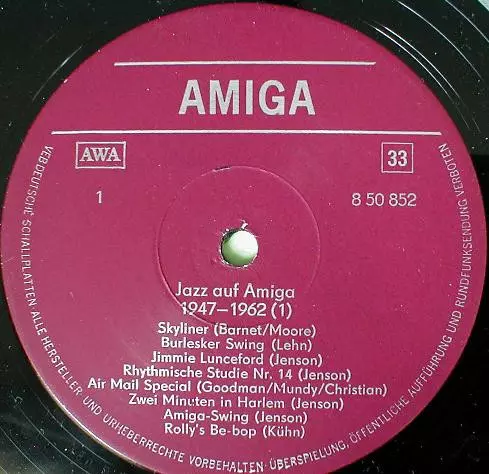 AMIGA
AWA
33
1
8 50 852
Jazz auf Amiga
1947–1962 (1)
Skyliner (Barnet/Moore)
Burlesker Swing (Lehn)
Jimmie Lunceford (Jenson)
Rhythmische Studie Nr. 14 (Jenson)
Air Mail Special (Goodman/Mundy/Christian)
Zwei Minuten in Harlem (Jenson)
Amiga-Swing (Jenson)
Rolly's Be-bop (Kühn)
VEB DEUTSCHE SCHALLPLATTEN · ALLE HERSTELLER- UND URHEBERRECHTE VORBEHALTEN · ÜBERSPIELUNG, ÖFFENTLICHE AUFFÜHRUNG UND RUNDFUNKSENDUNG VERBOTEN